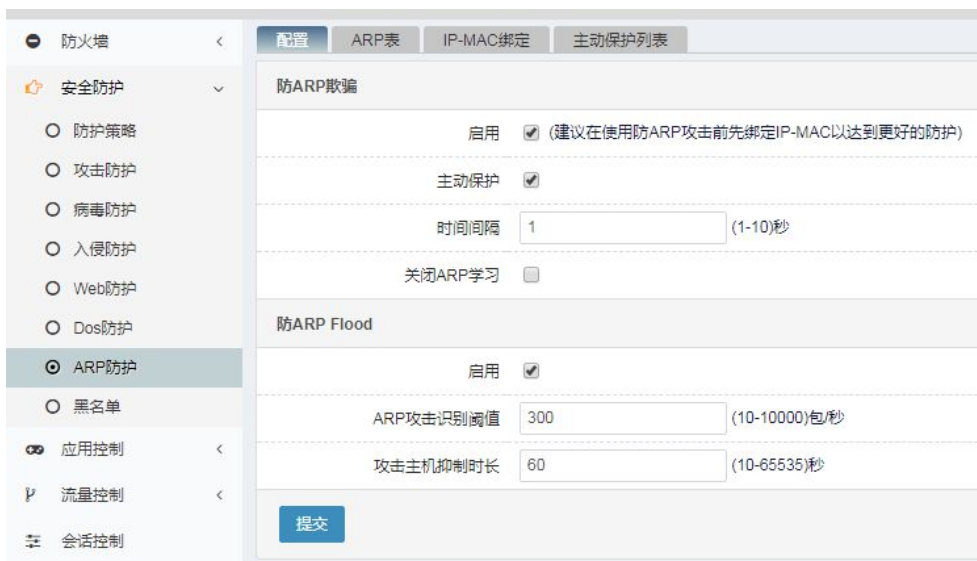 防火墙
安全防护
防护策略
攻击防护
病毒防护
入侵防护
Web防护
Dos防护
ARP防护
黑名单
应用控制
流量控制
会话控制
配置 ARP表 IP-MAC绑定 主动保护列表
防ARP欺骗
启用 (建议在使用防ARP攻击前先绑定IP-MAC以达到更好的防护)
主动保护
时间间隔 1 (1-10)秒
关闭ARP学习
防ARP Flood
启用
ARP攻击识别阈值 300 (10-10000)包/秒
攻击主机抑制时长 60 (10-65535)秒
提交